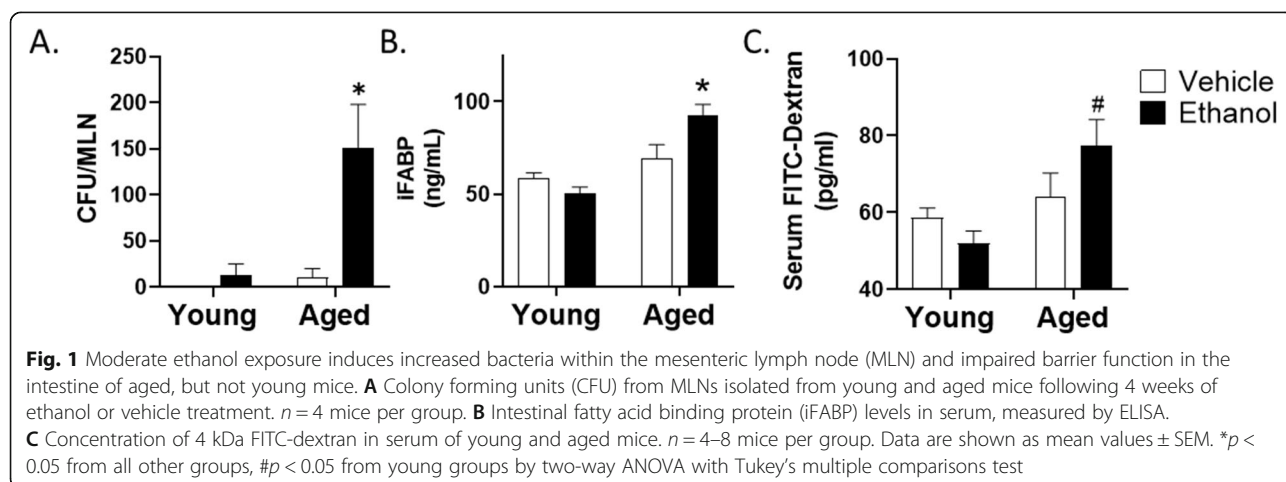 A.
250
200
150
100
50
0
CFU/MLN
*
Young Aged
B.
100
50
0
iFABP
(ng/mL)
*
Young Aged
C.
100
80
60
40
Serum FITC-Dextran
(pg/ml)
#
Young Aged
Vehicle
Ethanol
Fig. 1 Moderate ethanol exposure induces increased bacteria within the mesenteric lymph node (MLN) and impaired barrier function in the
intestine of aged, but not young mice. A Colony forming units (CFU) from MLNs isolated from young and aged mice following 4 weeks of
ethanol or vehicle treatment. n = 4 mice per group. B Intestinal fatty acid binding protein (iFABP) levels in serum, measured by ELISA.
C Concentration of 4 kDa FITC-dextran in serum of young and aged mice. n = 4–8 mice per group. Data are shown as mean values ± SEM. *p <
0.05 from all other groups, #p < 0.05 from young groups by two-way ANOVA with Tukey's multiple comparisons test